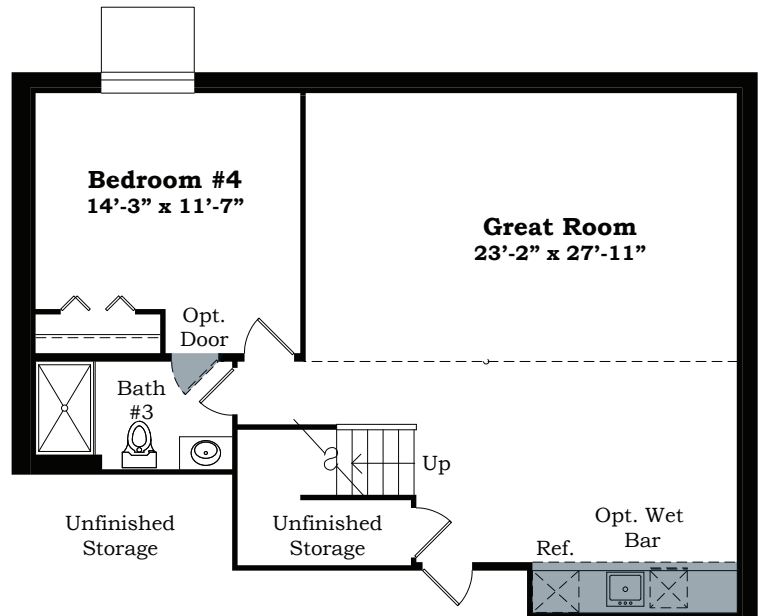 Bedroom #4
14’-3” x 11’-7”
Great Room
23’-2” x 27’-11”
Opt.
Door
Bath
#3
Up
Unfinished
Storage
Unfinished
Storage
Ref.
Opt. Wet
Bar